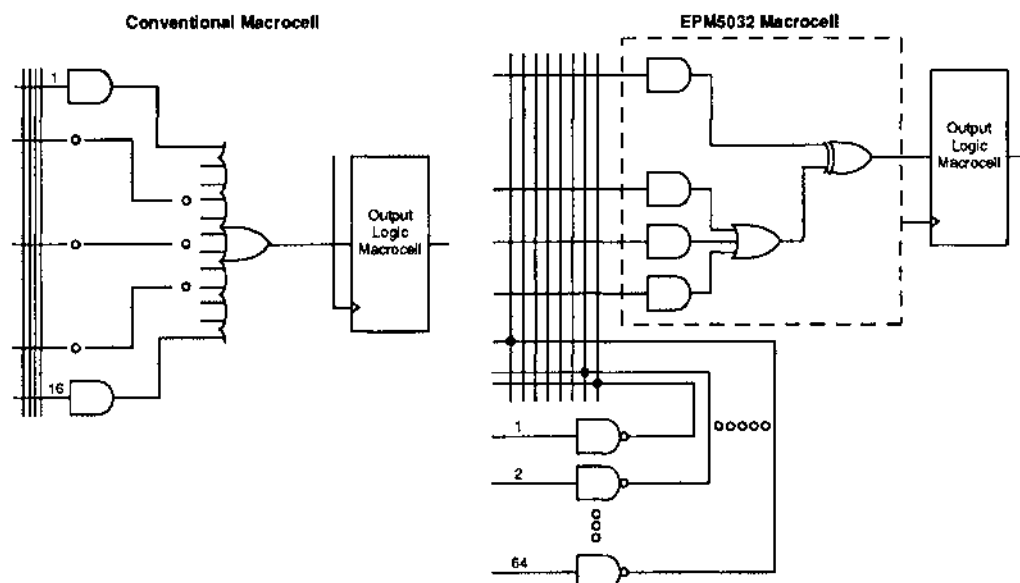 Conventional Macrocell
1
16
Output
Logic
Macrocell
EPM5032 Macrocell
Output
Logic
Macrocell
1
2
64